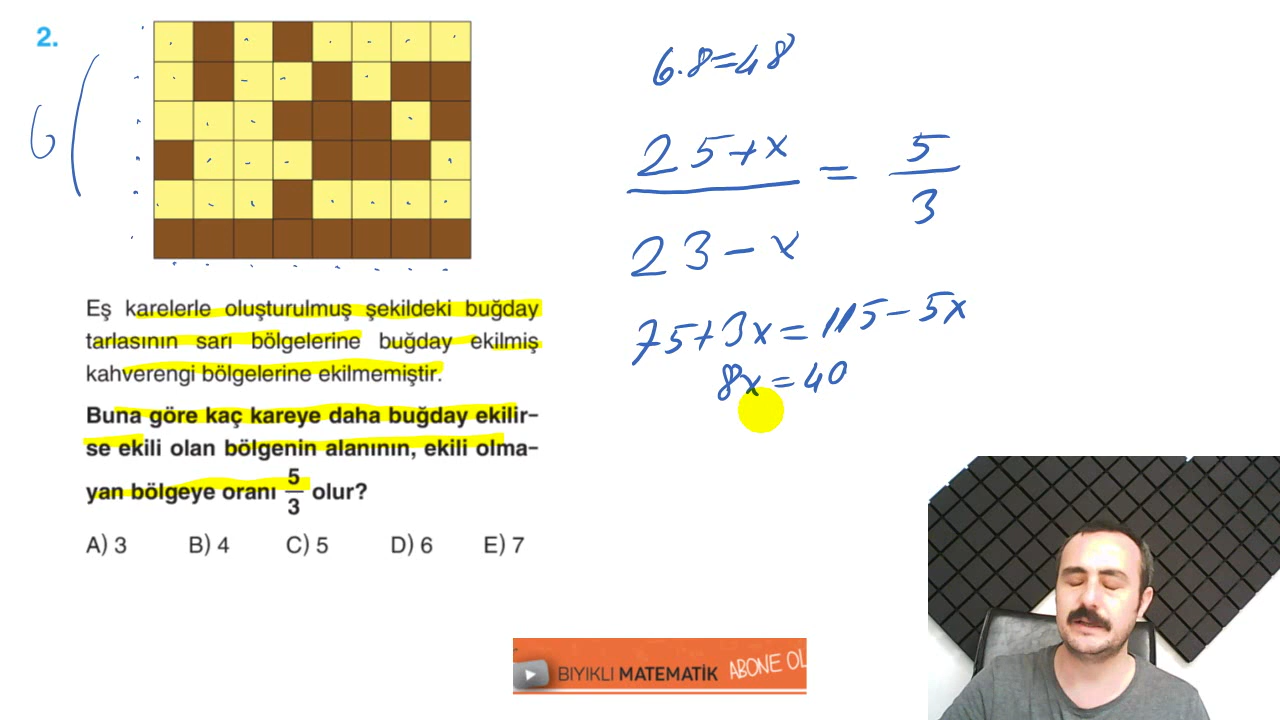 2.
6
Eş karelerle oluşturulmuş şekildeki buğday
tarlasının sarı bölgelerine buğday ekilmiş
kahverengi bölgelerine ekilmemiştir.
Buna göre kaç kareye daha buğday ekilir-
se ekili olan bölgenin alanının, ekili olma-
yan bölgeye oranı 5/3 olur?
A) 3 B) 4 C) 5 D) 6 E) 7
6.8=48
25+x / 23-x = 5/3
75+3x=115-5x
8x=40
BIYIKLI MATEMATİK ABONE OL